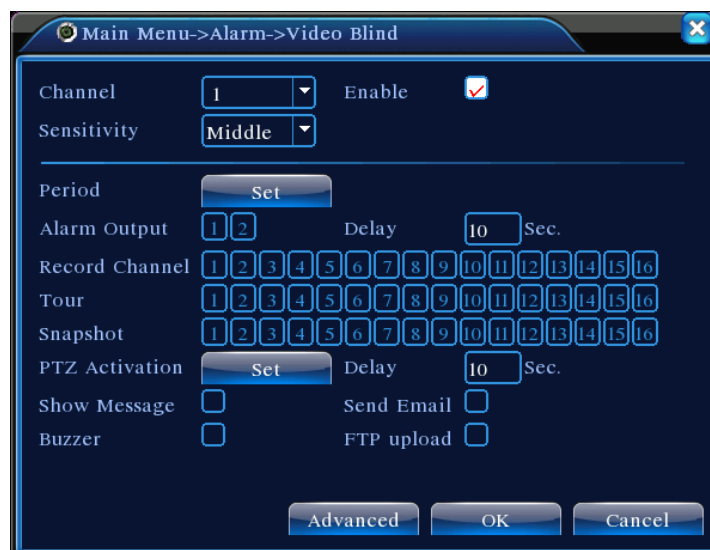 Main Menu->Alarm->Video Blind
Channel 1 Enable
Sensitivity Middle
Period Set
Alarm Output 1 2 Delay 10 Sec.
Record Channel 1 2 3 4 5 6 7 8 9 10 11 12 13 14 15 16
Tour 1 2 3 4 5 6 7 8 9 10 11 12 13 14 15 16
Snapshot 1 2 3 4 5 6 7 8 9 10 11 12 13 14 15 16
PTZ Activation Set Delay 10 Sec.
Show Message Send Email
Buzzer FTP upload
Advanced OK Cancel